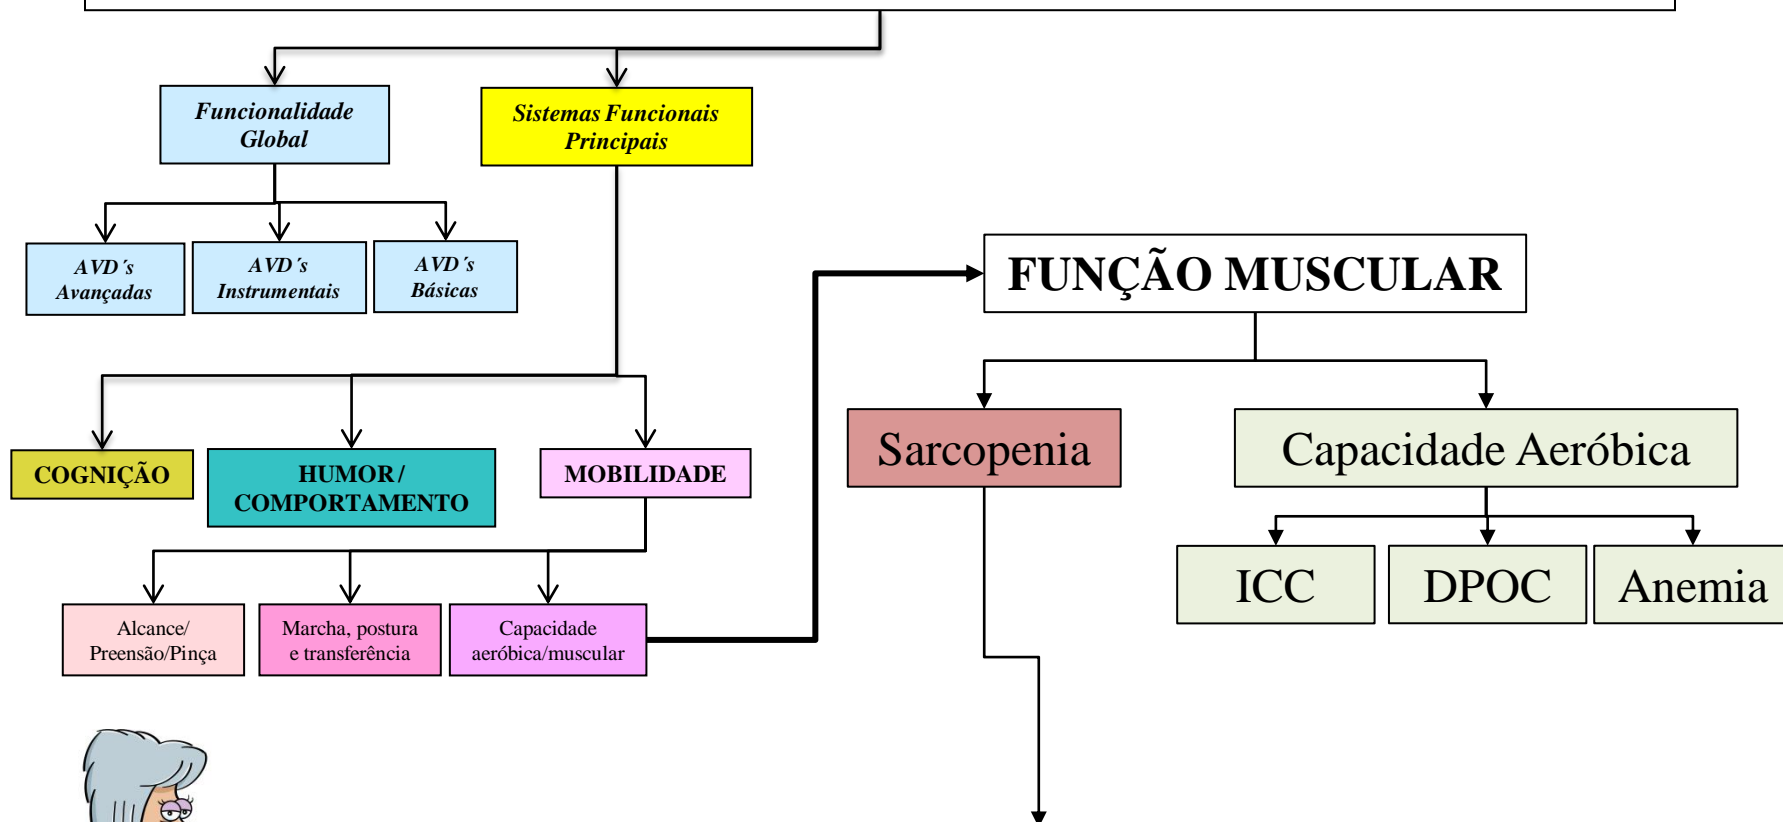 Funcionalidade
Global
Sistemas Funcionais
Principais
AVD´s
Avançadas
AVD´s
Instrumentais
AVD´s
Básicas
FUNÇÃO MUSCULAR
Sarcopenia
Capacidade Aeróbica
COGNIÇÃO
HUMOR /
COMPORTAMENTO
MOBILIDADE
ICC
DPOC
Anemia
Alcance/
Preensão/Pinça
Marcha, postura
e transferência
Capacidade
aeróbica/muscular